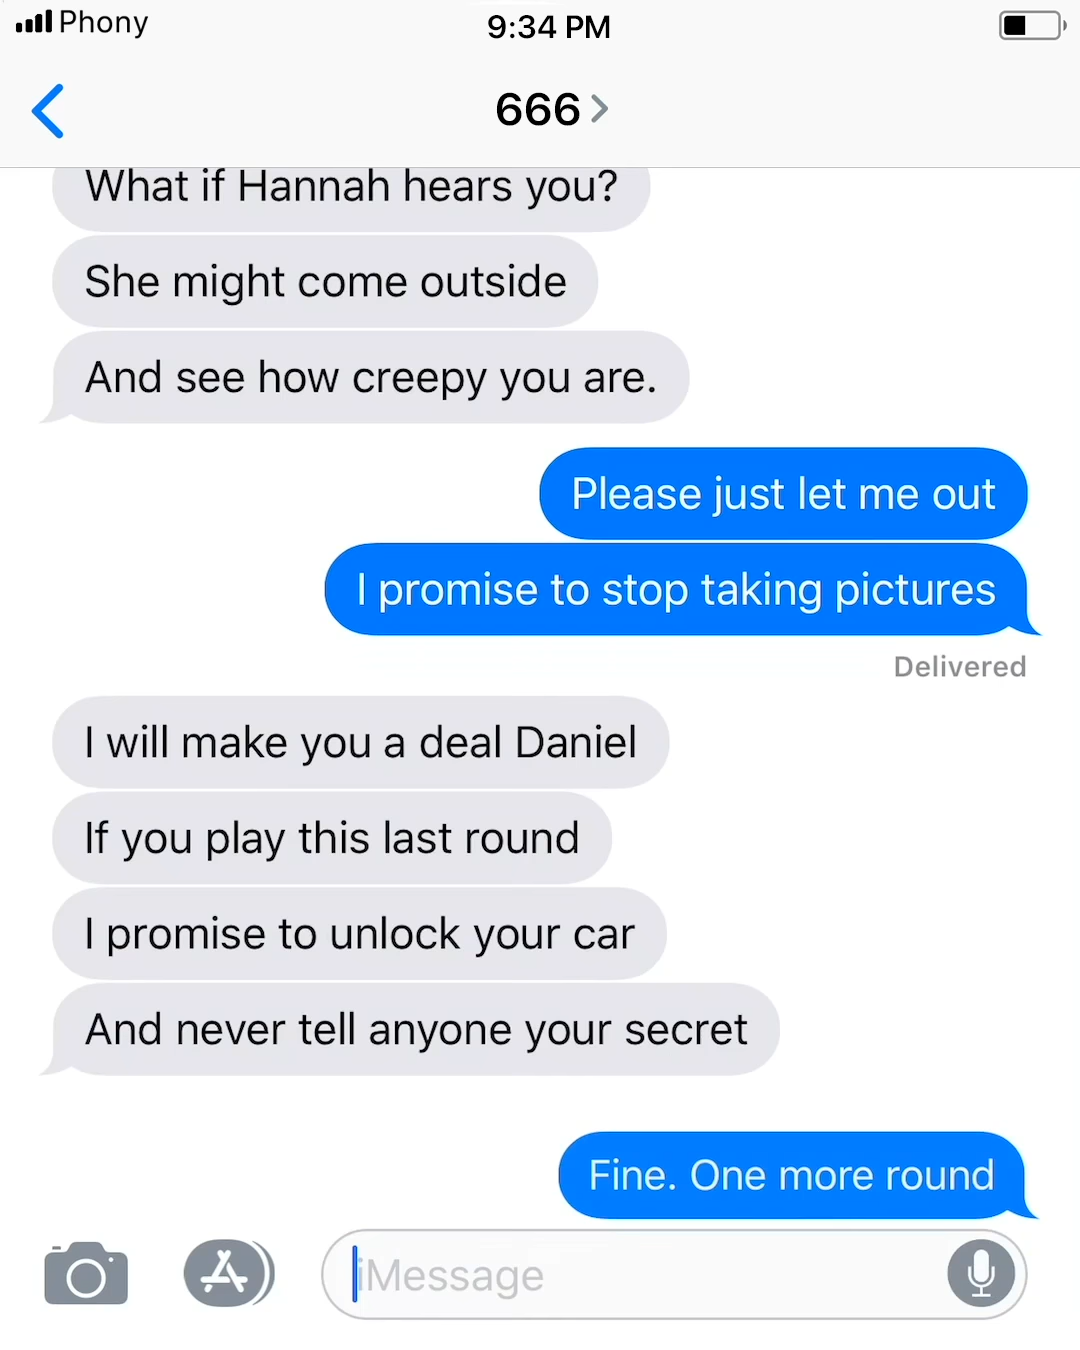 Phony
9:34 PM
666
What if Hannah hears you?
She might come outside
And see how creepy you are.
Please just let me out
I promise to stop taking pictures
Delivered
I will make you a deal Daniel
If you play this last round
I promise to unlock your car
And never tell anyone your secret
Fine. One more round
iMessage